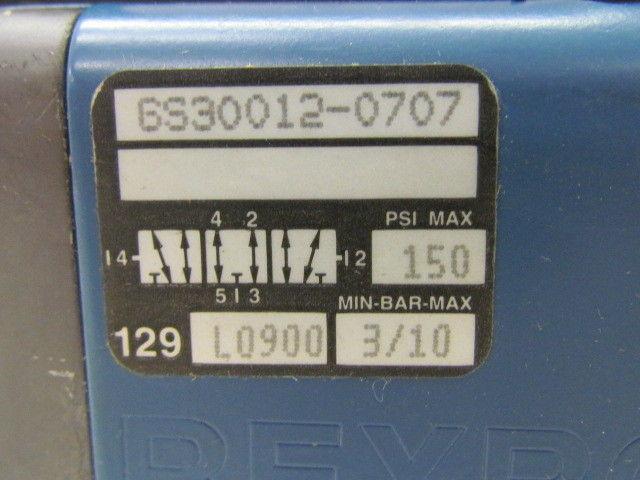 6S30012-0707
4 2 PSI MAX
14 12 150
5 1 3 MIN-BAR-MAX
129 L0900 3/10